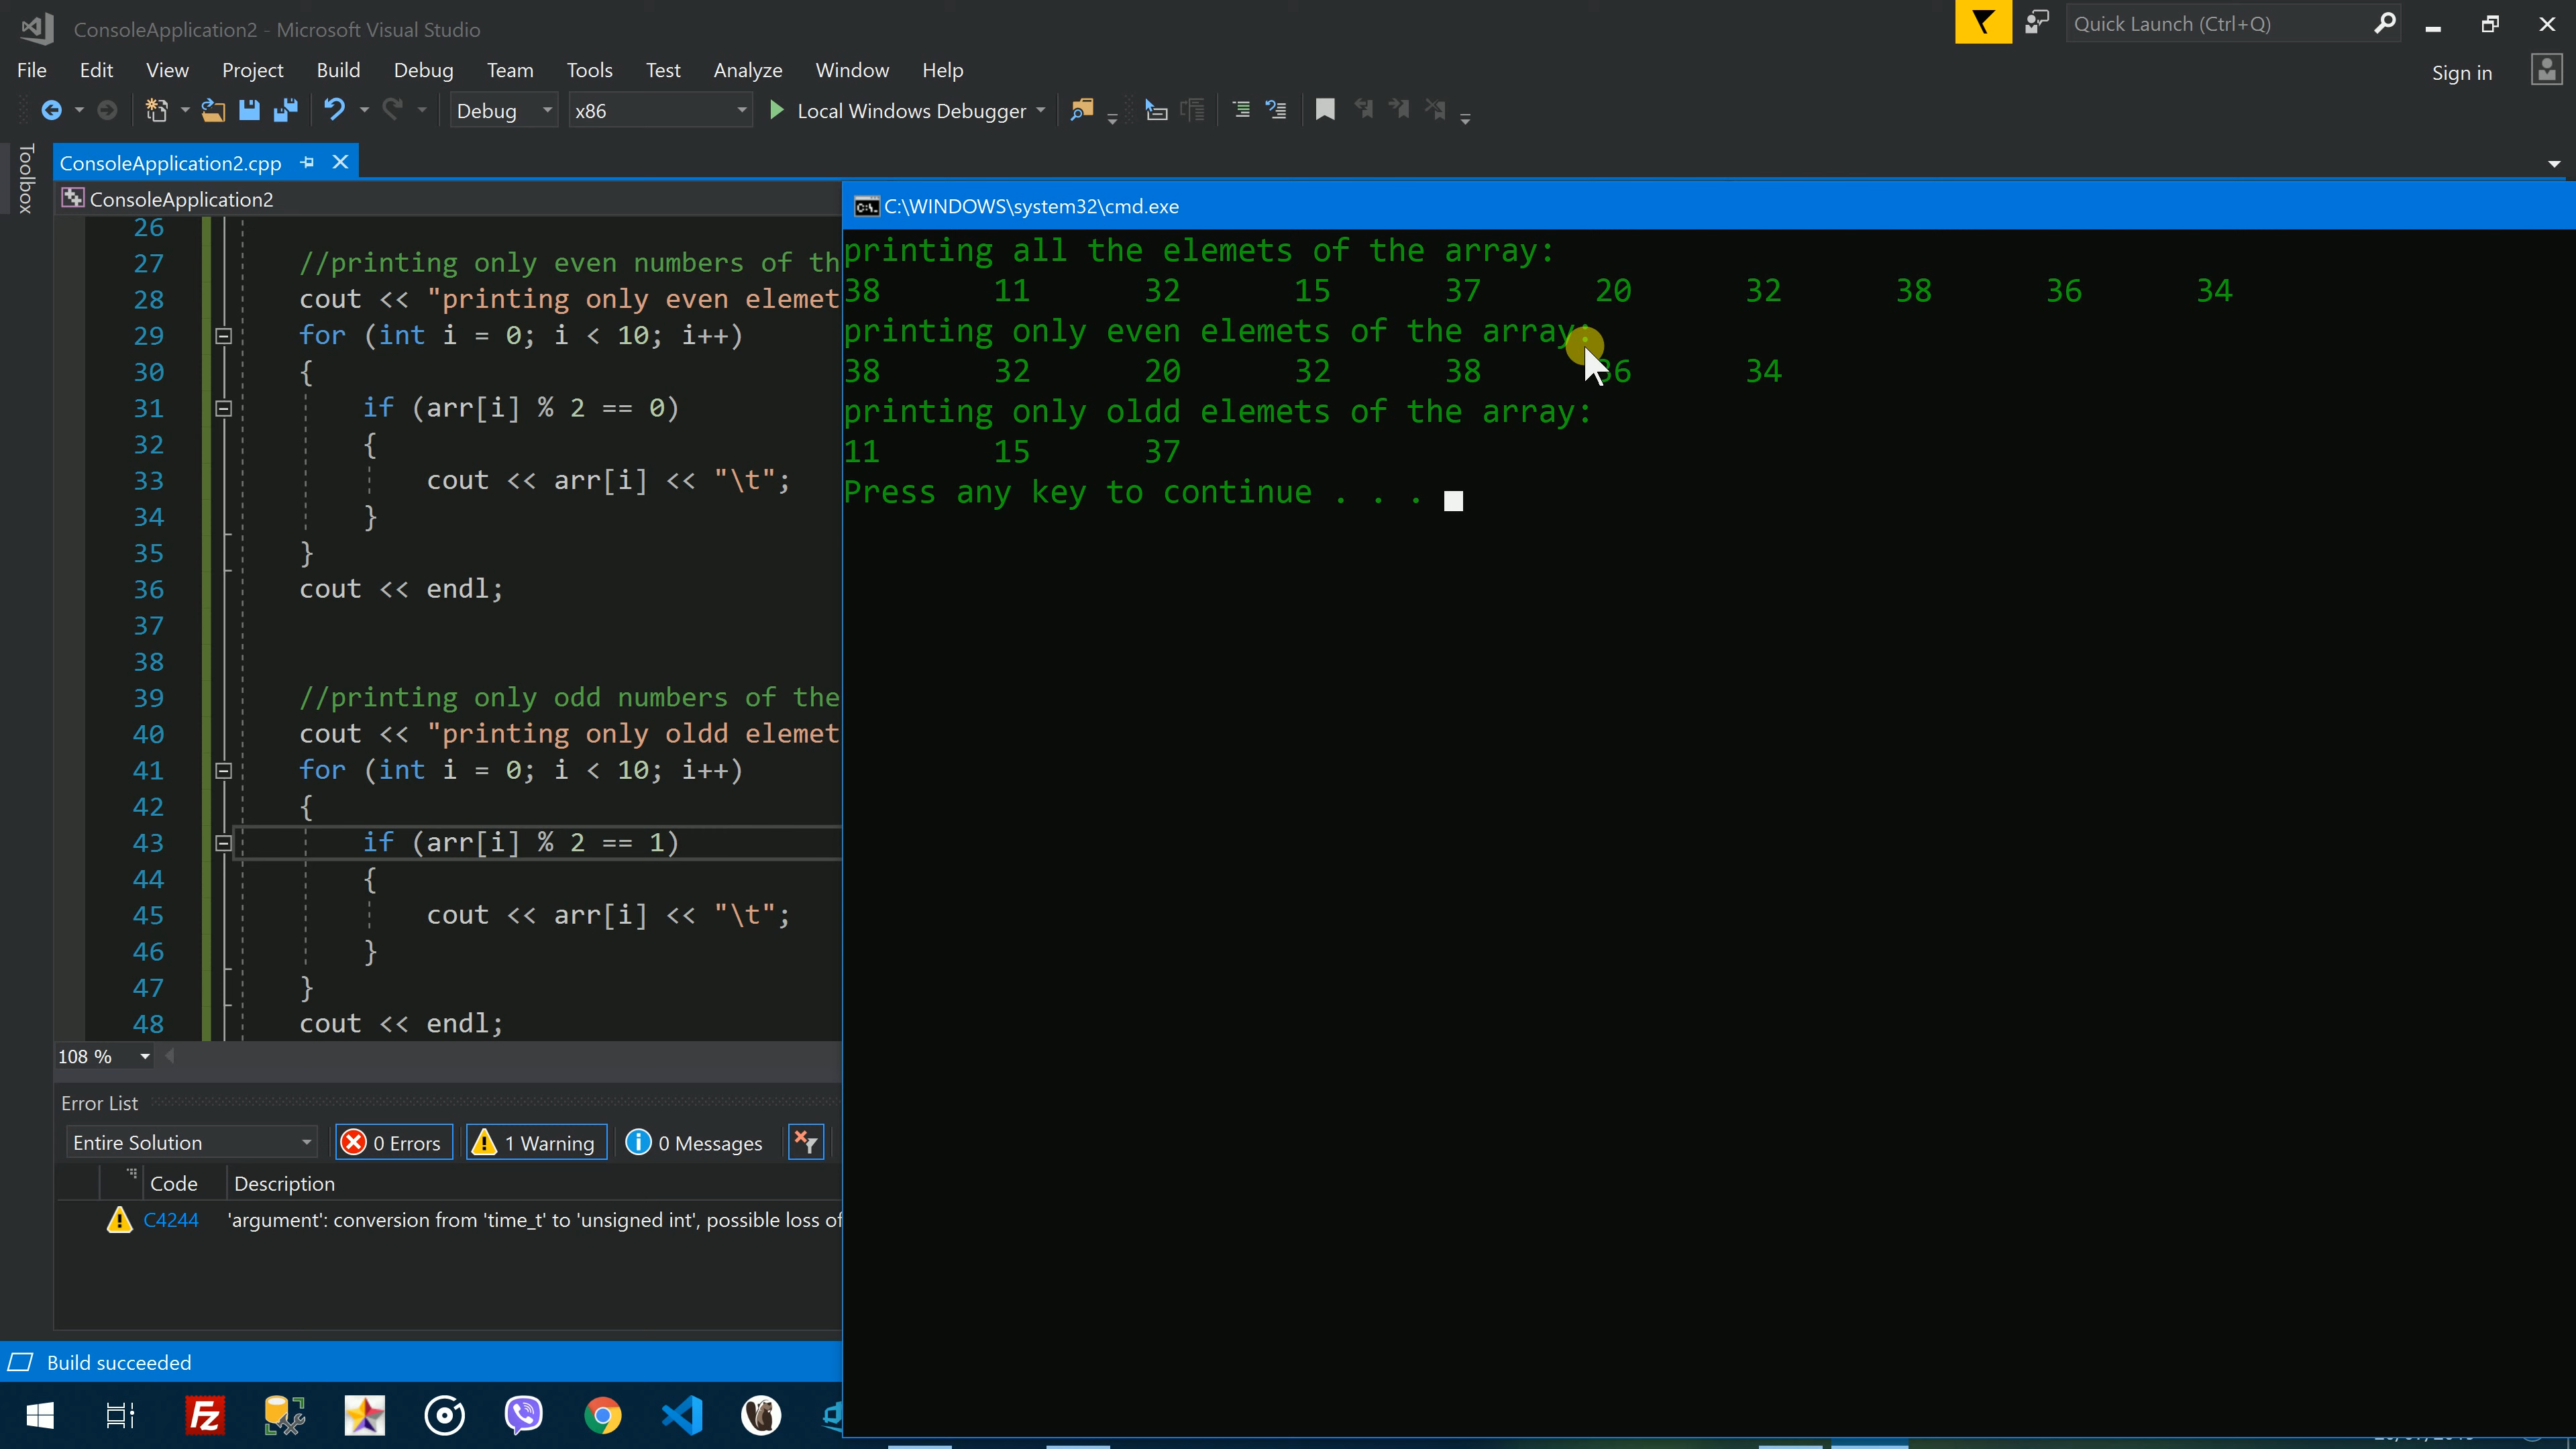 ConsoleApplication2 - Microsoft Visual Studio
Quick Launch (Ctrl+Q)
File Edit View Project Build Debug Team Tools Test Analyze Window Help
Sign in
Debug x86 Local Windows Debugger
Toolbox
ConsoleApplication2.cpp
ConsoleApplication2
26
27 //printing only even numbers of th
28 cout << "printing only even elemet
29 for (int i = 0; i < 10; i++)
30 {
31 if (arr[i] % 2 == 0)
32 {
33 cout << arr[i] << "\t";
34 }
35 }
36 cout << endl;
37
38
39 //printing only odd numbers of the
40 cout << "printing only oldd elemet
41 for (int i = 0; i < 10; i++)
42 {
43 if (arr[i] % 2 == 1)
44 {
45 cout << arr[i] << "\t";
46 }
47 }
48 cout << endl;
108 %
C:\WINDOWS\system32\cmd.exe
printing all the elemets of the array:
38 11 32 15 37 20 32 38 36 34
printing only even elemets of the array:
38 32 20 32 38 36 34
printing only oldd elemets of the array:
11 15 37
Press any key to continue . . .
Error List
Entire Solution 0 Errors 1 Warning 0 Messages
Code Description
C4244 'argument': conversion from 'time_t' to 'unsigned int', possible loss of
Build succeeded